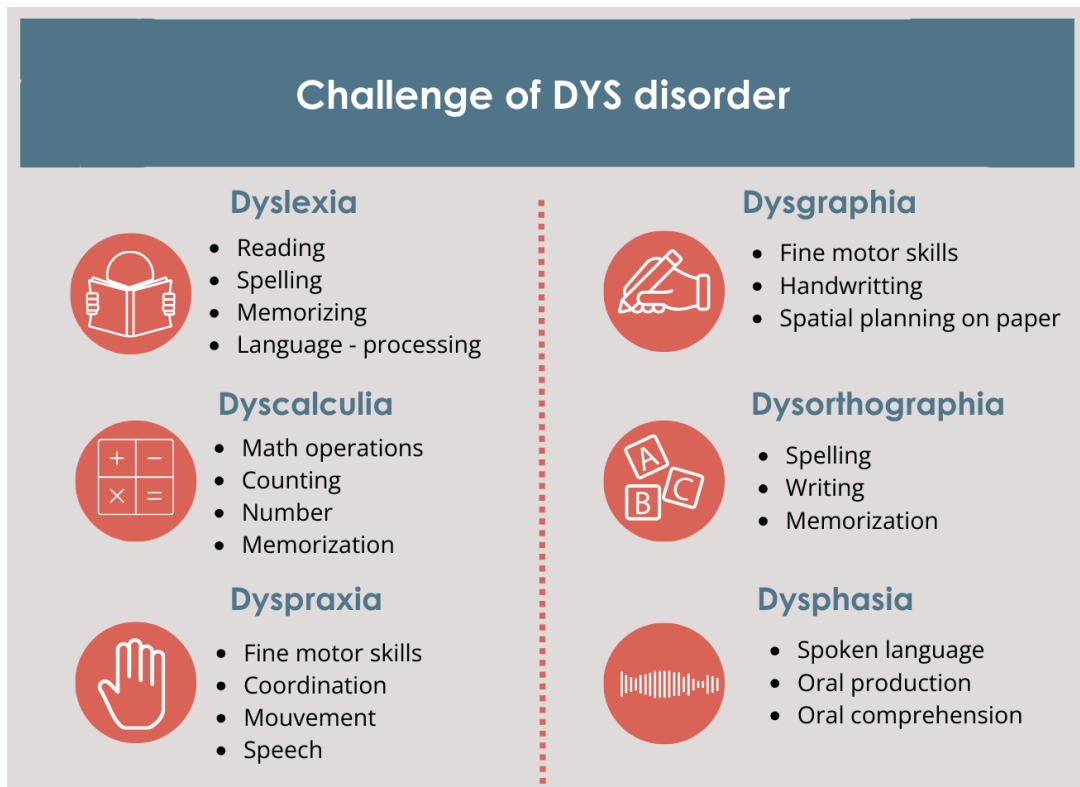 Challenge of DYS disorder
Dyslexia
• Reading
• Spelling
• Memorizing
• Language - processing
Dyscalculia
• Math operations
• Counting
• Number
• Memorization
Dyspraxia
• Fine motor skills
• Coordination
• Mouvement
• Speech
Dysgraphia
• Fine motor skills
• Handwritting
• Spatial planning on paper
Dysorthographia
A
B
C
• Spelling
• Writing
• Memorization
Dysphasia
• Spoken language
• Oral production
• Oral comprehension